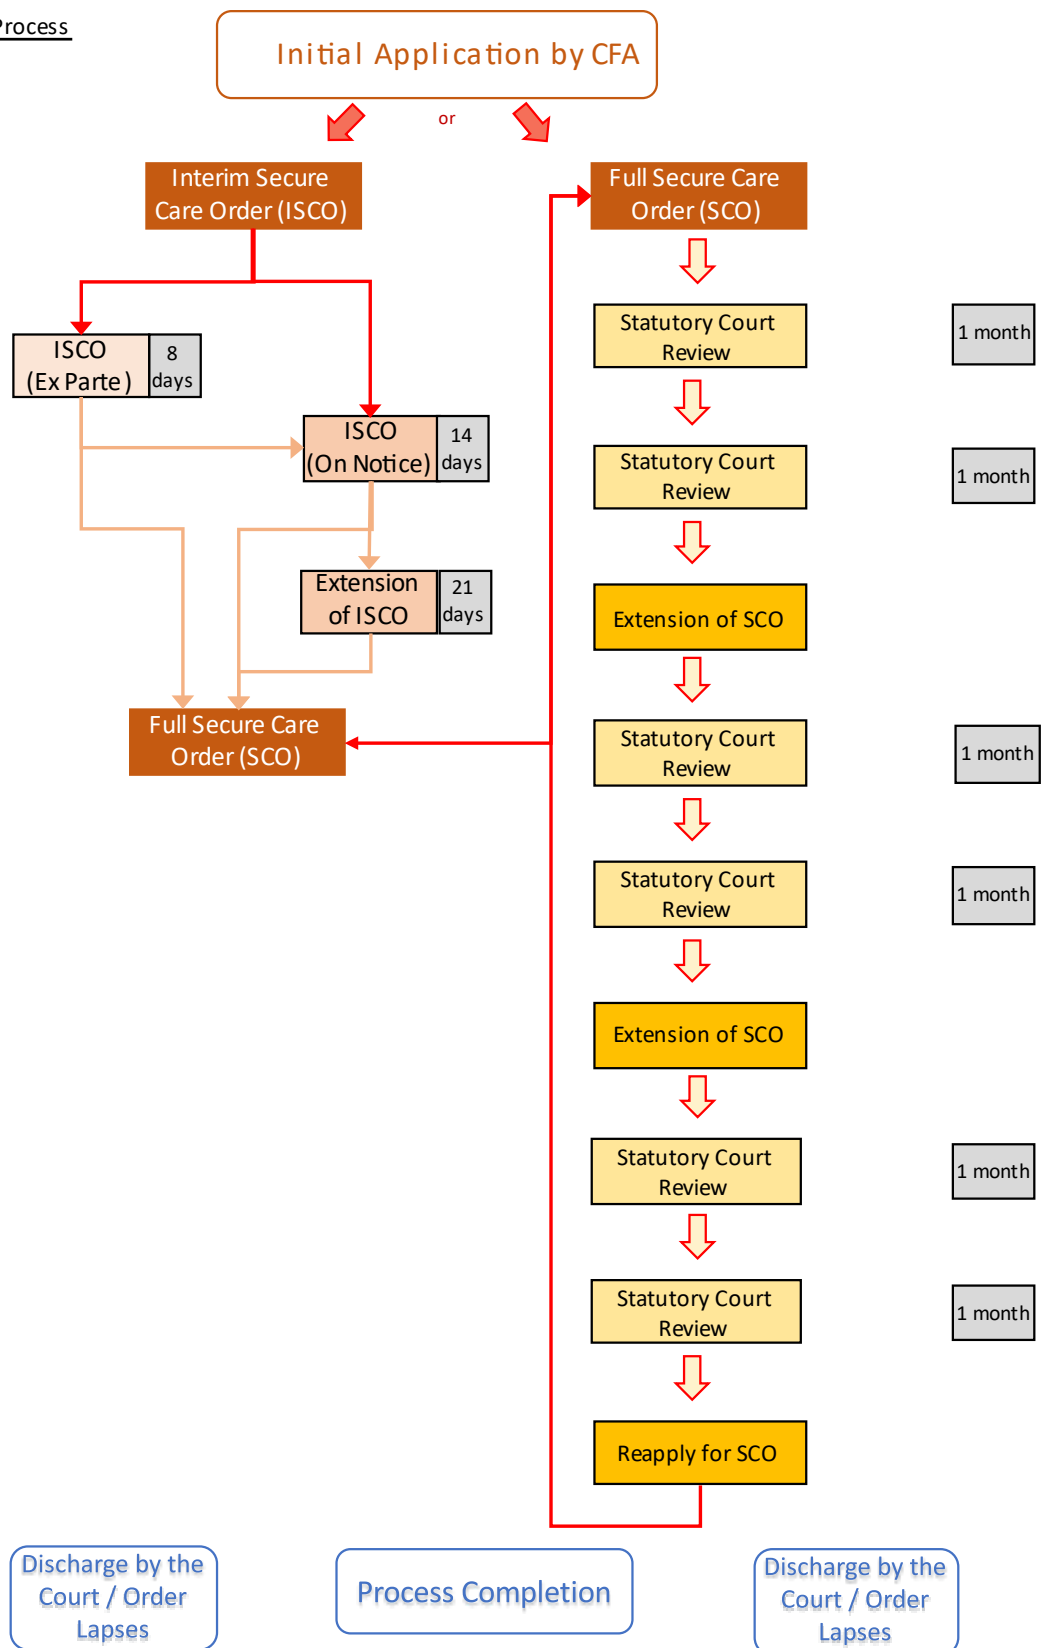 Process
Initial Application by CFA
or
Interim Secure
Care Order (ISCO)
Full Secure Care
Order (SCO)
ISCO
(Ex Parte)
8
days
ISCO
(On Notice)
14
days
Extension
of ISCO
21
days
Full Secure Care
Order (SCO)
Statutory Court
Review
1 month
Statutory Court
Review
1 month
Extension of SCO
Statutory Court
Review
1 month
Statutory Court
Review
1 month
Extension of SCO
Statutory Court
Review
1 month
Statutory Court
Review
1 month
Reapply for SCO
Discharge by the
Court / Order
Lapses
Process Completion
Discharge by the
Court / Order
Lapses